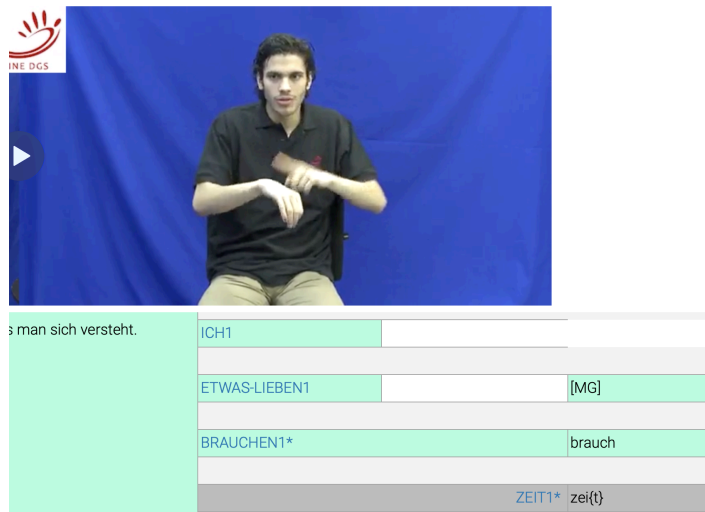 INE DGS
s man sich versteht.
ICH1
ETWAS-LIEBEN1 [MG]
BRAUCHEN1* brauch
ZEIT1* zei{t}